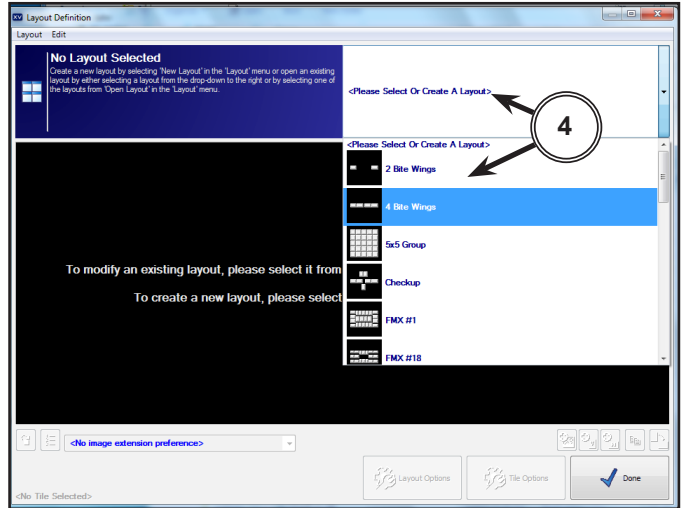 XV Layout Definition
Layout Edit
No Layout Selected
Create a new layout by selecting 'New Layout' in the 'Layout' menu or open an existing
layout by either selecting a layout from the drop-down to the right or by selecting one of
the layouts from 'Open Layout' in the 'Layout' menu.
<Please Select Or Create A Layout>
4
<Please Select Or Create A Layout>
2 Bite Wings
4 Bite Wings
5x5 Group
Checkup
FMX #1
FMX #18
To modify an existing layout, please select it from
To create a new layout, please select
<No image extension preference>
Layout Options
Tile Options
Done
<No Tile Selected>